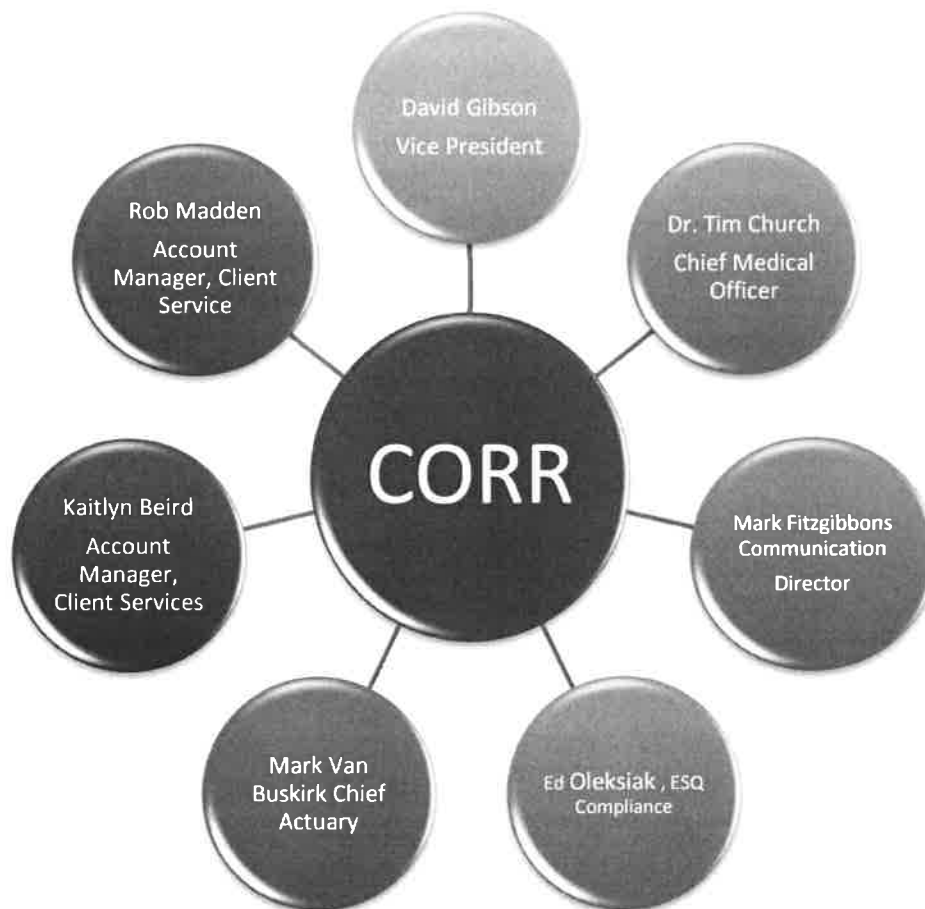 David Gibson
Vice President
Dr. Tim Church
Chief Medical
Officer
Mark Fitzgibbons
Communication
Director
Ed Oleksiak , ESQ
Compliance
Mark Van
Buskirk Chief
Actuary
Kaitlyn Beird
Account
Manager,
Client Services
Rob Madden
Account
Manager, Client
Service
CORR